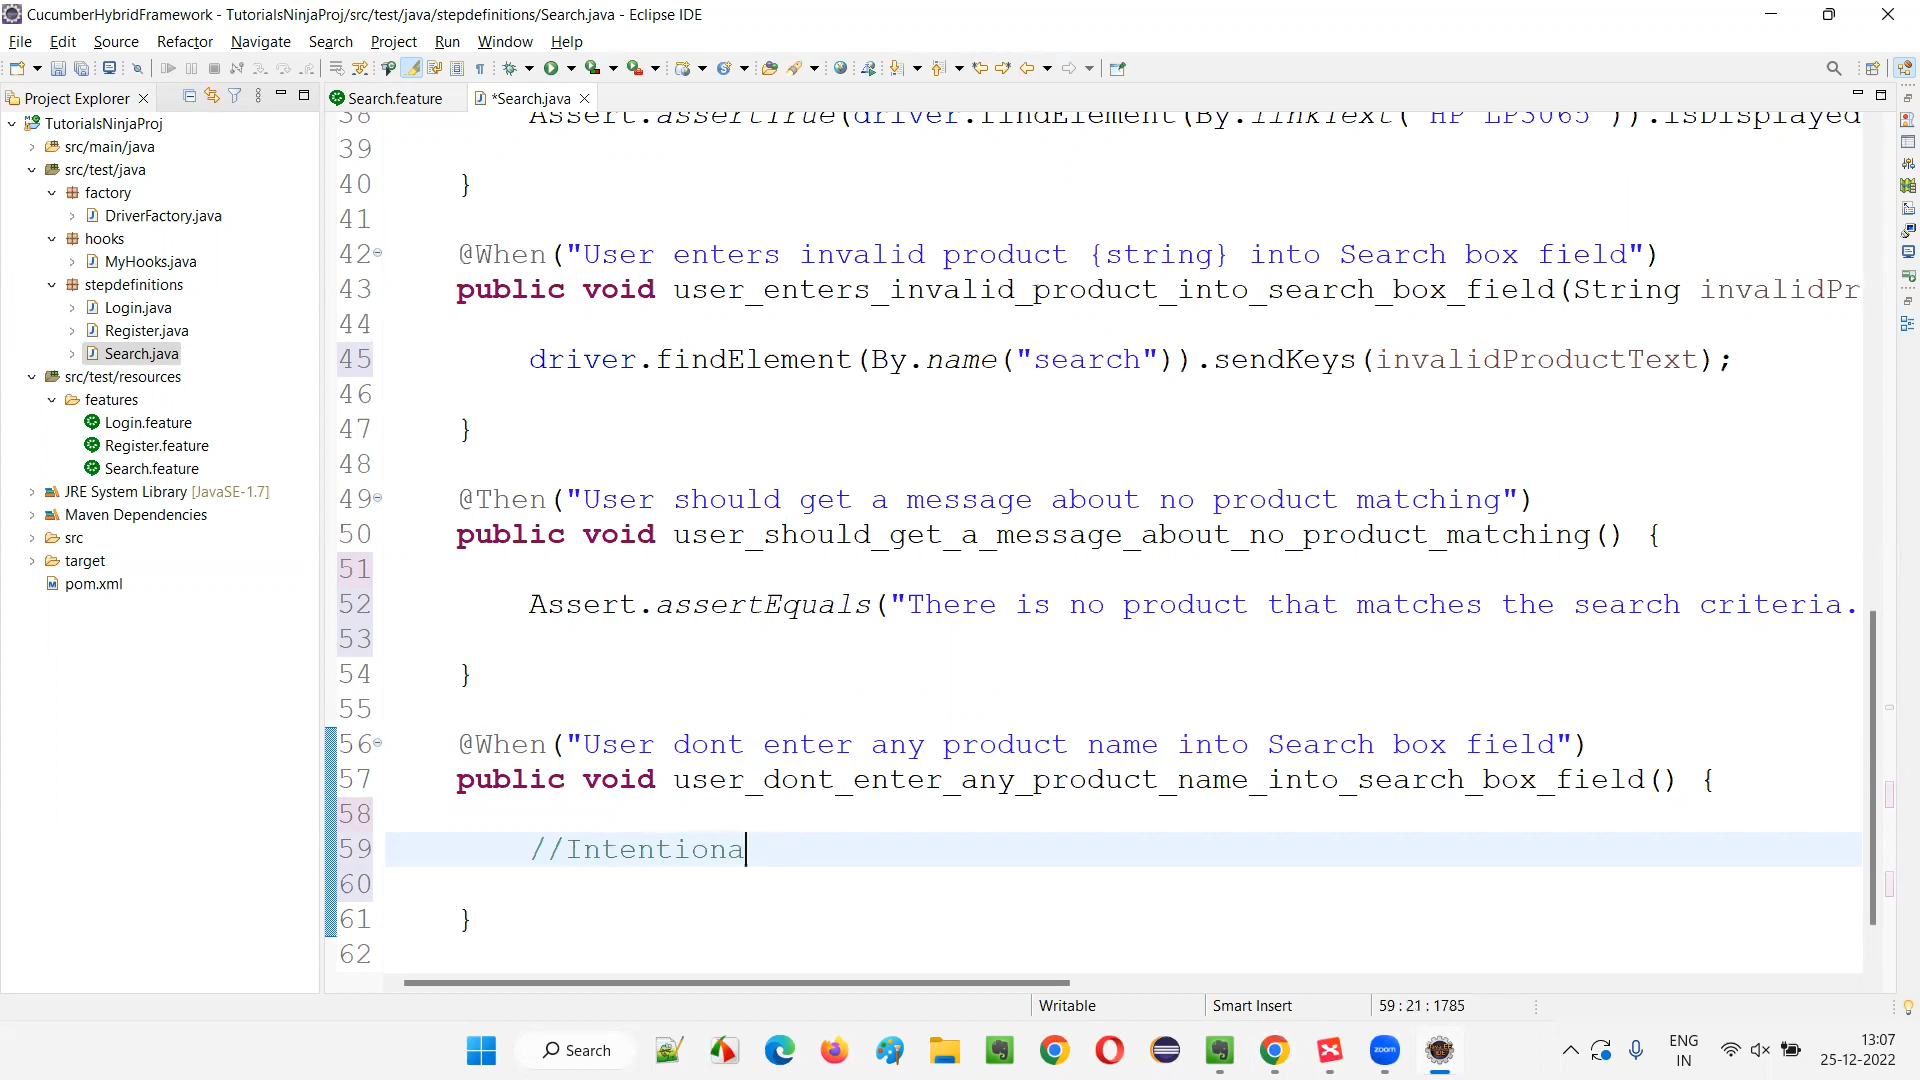 CucumberHybridFramework - TutorialsNinjaProj/src/test/java/stepdefinitions/Search.java - Eclipse IDE
File Edit Source Refactor Navigate Search Project Run Window Help
Project Explorer
Search.feature
*Search.java
TutorialsNinjaProj
src/main/java
src/test/java
factory
DriverFactory.java
hooks
MyHooks.java
stepdefinitions
Login.java
Register.java
Search.java
src/test/resources
features
Login.feature
Register.feature
Search.feature
JRE System Library [JavaSE-1.7]
Maven Dependencies
src
target
pom.xml
38 Assert.assertTrue(driver.findElement(By.linkText("HP LP3065")).isDisplayed
39
40 }
41
42 @When("User enters invalid product {string} into Search box field")
43 public void user_enters_invalid_product_into_search_box_field(String invalidPr
44
45 driver.findElement(By.name("search")).sendKeys(invalidProductText);
46
47 }
48
49 @Then("User should get a message about no product matching")
50 public void user_should_get_a_message_about_no_product_matching() {
51
52 Assert.assertEquals("There is no product that matches the search criteria.
53
54 }
55
56 @When("User dont enter any product name into Search box field")
57 public void user_dont_enter_any_product_name_into_search_box_field() {
58
59 //Intentiona
60
61 }
62
Writable
Smart Insert
59 : 21 : 1785
Search
zoom
ENG
IN
13:07
25-12-2022